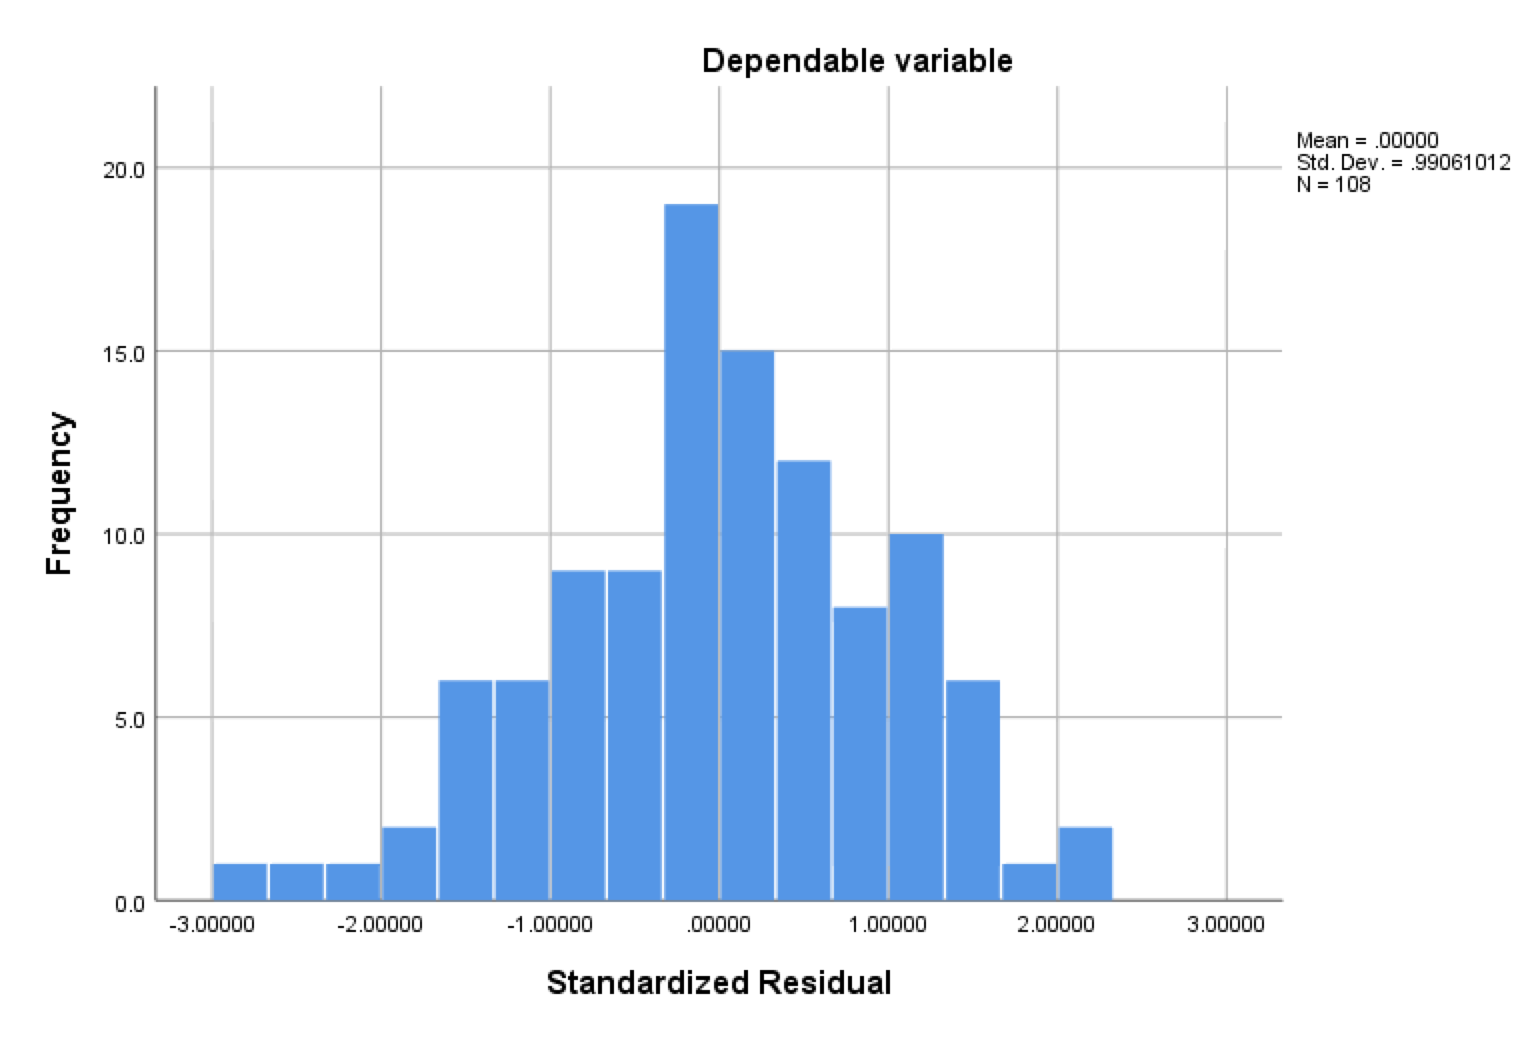 Dependable variable
Mean = .00000
Std. Dev. = .99061012
N = 108
20.0
15.0
10.0
5.0
0.0
Frequency
-3.00000 -2.00000 -1.00000 .00000 1.00000 2.00000 3.00000
Standardized Residual